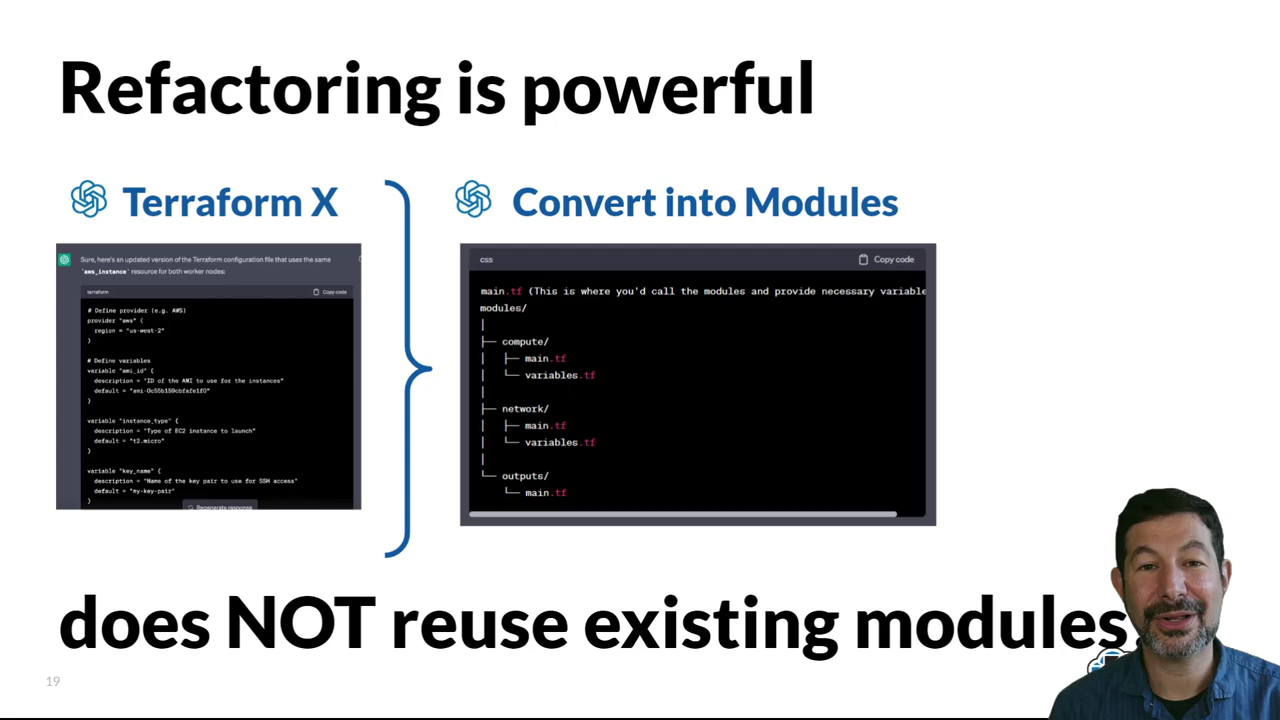 Refactoring is powerful
Terraform X
Convert into Modules
Sure, here's an updated version of the Terraform configuration file that uses the same
`aws_instance` resource for both worker nodes:
terraform
Copy code
# Define provider (e.g. AWS)
provider "aws" {
region = "us-west-2"
}
# Define variables
variable "ami_id" {
description = "ID of the AMI to use for the instances"
default = "ami-0c55b159cbfafe1f0"
}
variable "instance_type" {
description = "Type of EC2 instance to launch"
default = "t2.micro"
}
variable "key_name" {
description = "Name of the key pair to use for SSH access"
default = "my-key-pair"
}
Regenerate response
css
Copy code
main.tf (This is where you'd call the modules and provide necessary variable
modules/
│
├── compute/
│ ├── main.tf
│ └── variables.tf
│
├── network/
│ ├── main.tf
│ └── variables.tf
│
└── outputs/
└── main.tf
does NOT reuse existing modules
19